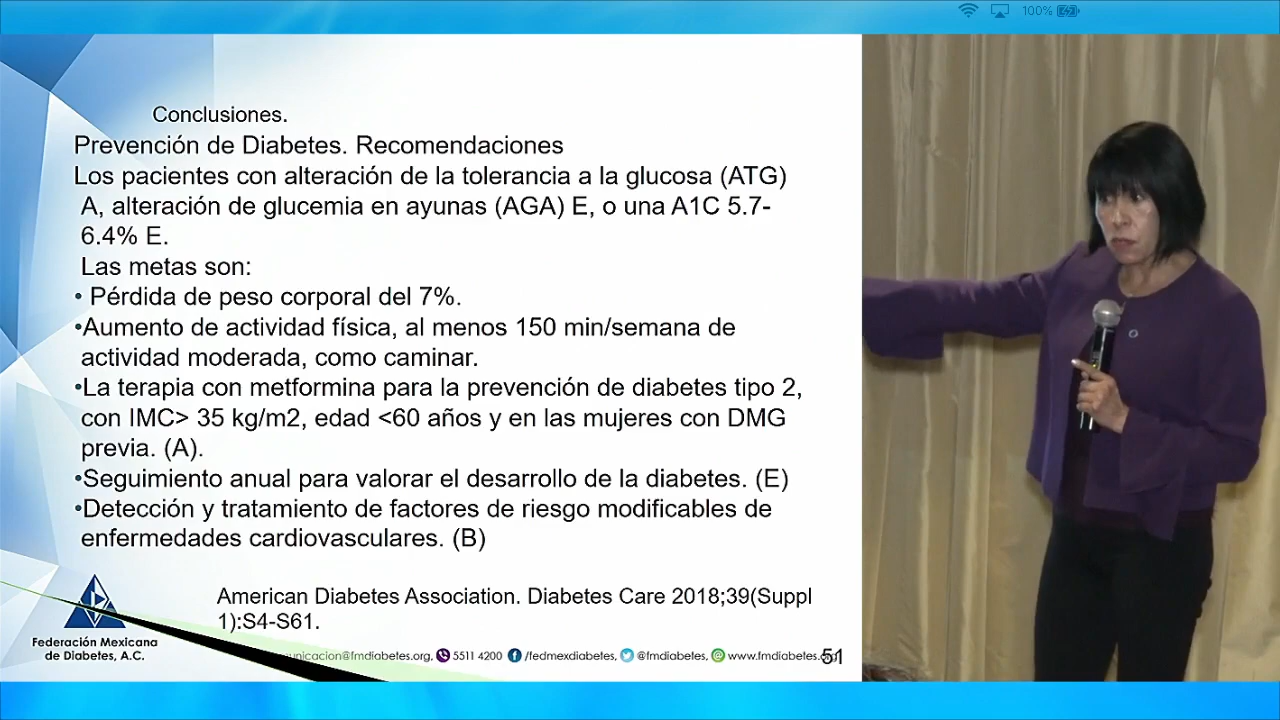 100%
Conclusiones.
Prevención de Diabetes. Recomendaciones
Los pacientes con alteración de la tolerancia a la glucosa (ATG)
A, alteración de glucemia en ayunas (AGA) E, o una A1C 5.7-
6.4% E.
Las metas son:
• Pérdida de peso corporal del 7%.
•Aumento de actividad física, al menos 150 min/semana de
actividad moderada, como caminar.
•La terapia con metformina para la prevención de diabetes tipo 2,
con IMC> 35 kg/m2, edad <60 años y en las mujeres con DMG
previa. (A).
•Seguimiento anual para valorar el desarrollo de la diabetes. (E)
•Detección y tratamiento de factores de riesgo modificables de
enfermedades cardiovasculares. (B)
American Diabetes Association. Diabetes Care 2018;39(Suppl
1):S4-S61.
Federación Mexicana
de Diabetes, A.C.
5511 4200 /fedmexdiabetes, @fmdiabetes, 51